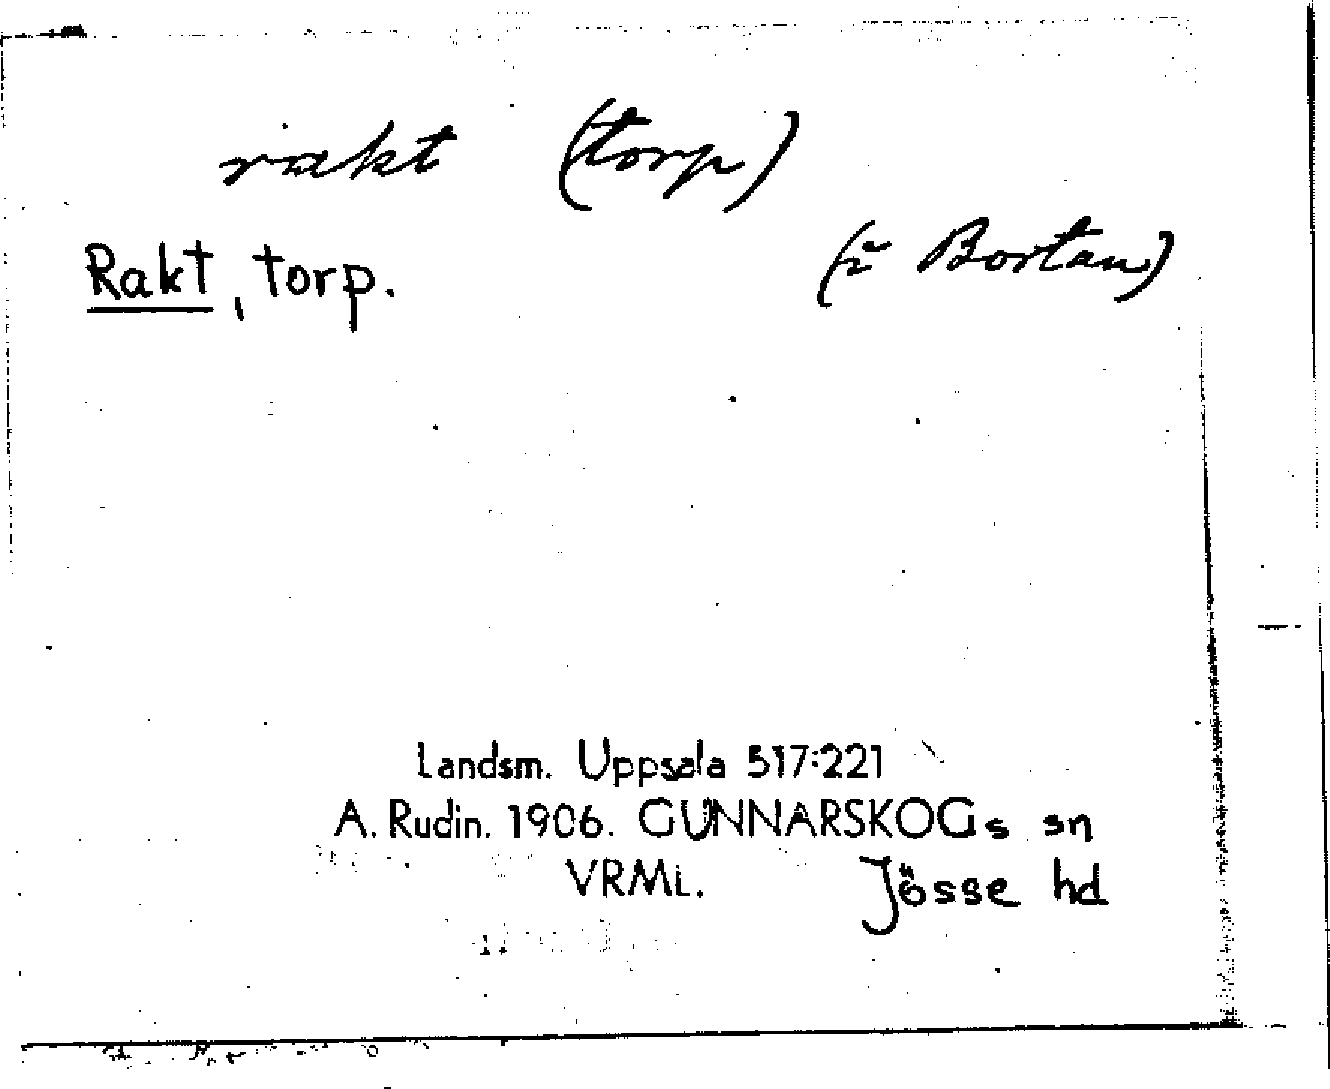 rakt (torp)
(i Bortan)
Rakt, torp.
Landsm. Uppsala 517:221
A. Rudin. 1906. GUNNARSKOGs sn
VRML. Jösse hd